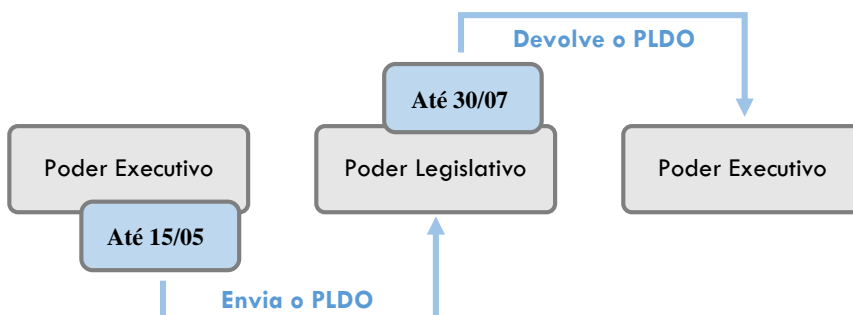 Devolve o PLDO
Até 30/07
Poder Executivo
Poder Legislativo
Poder Executivo
Até 15/05
Envia o PLDO